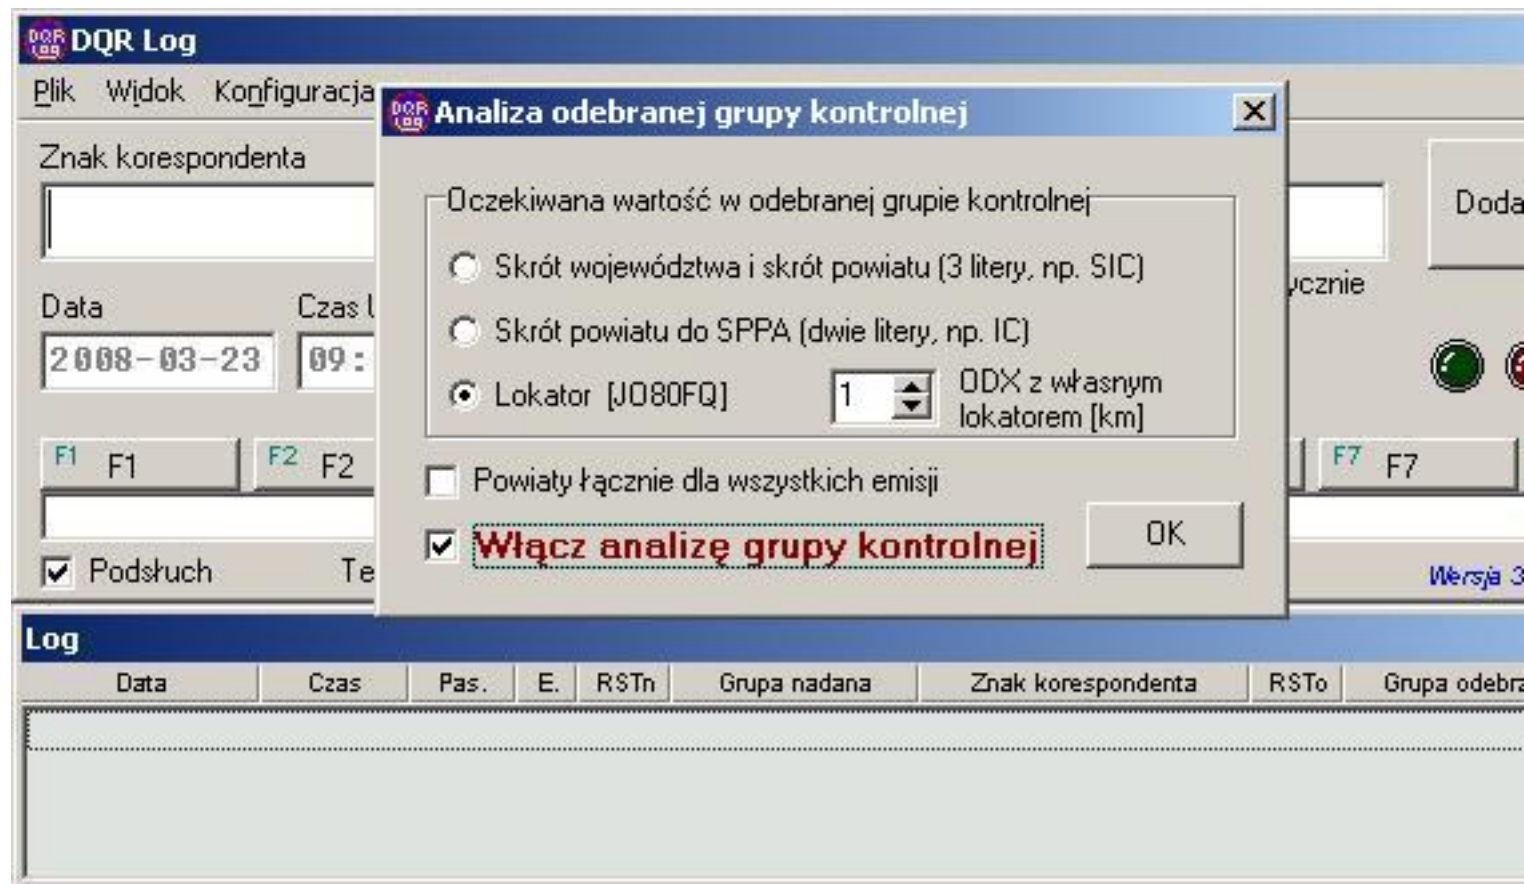 DQR Log
Plik Widok Konfiguracja
Analiza odebranej grupy kontrolnej
Znak korespondenta
Oczekiwana wartość w odebranej grupie kontrolnej
Skrót województwa i skrót powiatu (3 litery, np. SIC)
Data
2008-03-23
09:
Skrót powiatu do SPPA (dwie litery, np. IC)
Lokator [JO80FQ] 1 ODX z własnym
lokatorem [km]
F1 F1 F2 F2 F7 F7
Powiaty łącznie dla wszystkich emisji
Włącz analizę grupy kontrolnej
OK
Podsłuch
Wersja 3
Log
Data Czas Pas. E. RSTn Grupa nadana Znak korespondenta RSTo Grupa